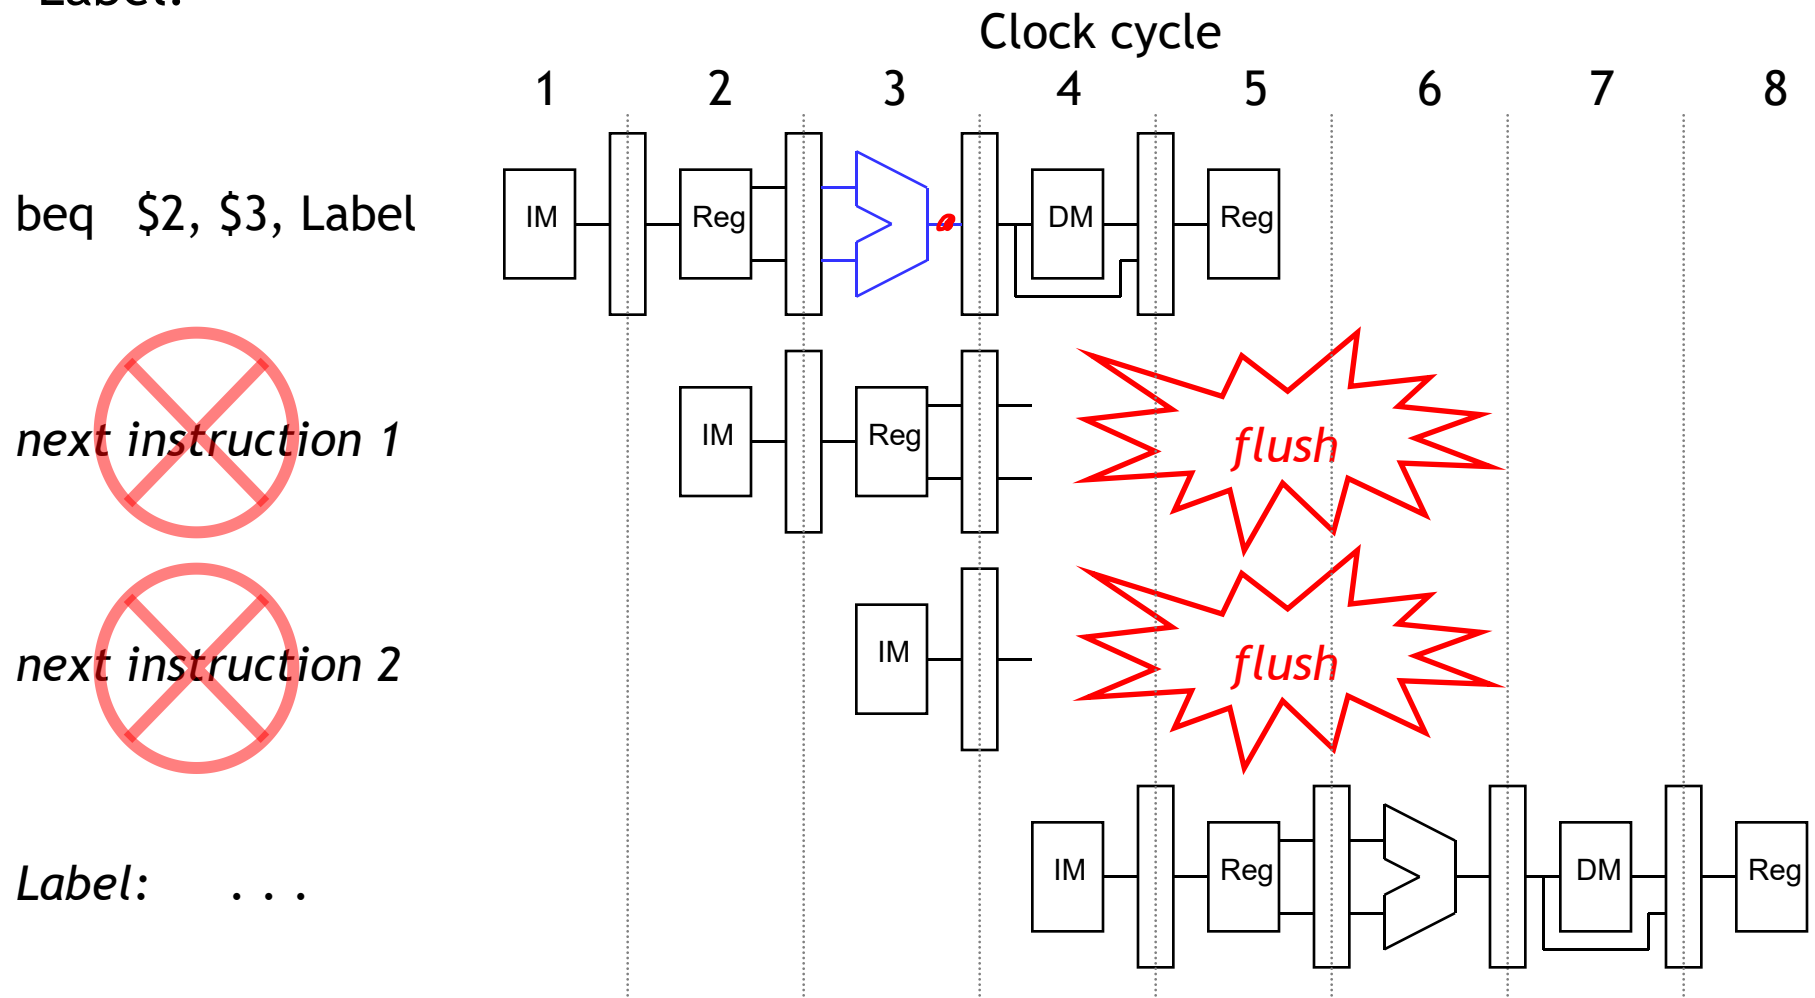 Label:
Clock cycle
1 2 3 4 5 6 7 8
beq $2, $3, Label IM Reg DM Reg
next instruction 1 IM Reg flush
next instruction 2 IM flush
Label: . . . IM Reg DM Reg